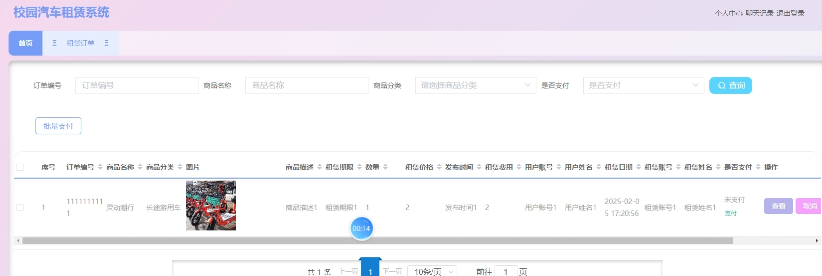 校园汽车租赁系统
个人中心 聊天记录 退出登录
首页 租赁订单
订单编号 订单编号 商品名称 商品名称 商品分类 请选择商品分类 是否支付 是否支付 查询
批量支付
序号 订单编号 商品名称 商品分类 图片 商品描述 租赁期限 数量 租赁价格 发布时间 租赁费用 用户账号 用户姓名 租赁日期 租赁账号 租赁姓名 是否支付 操作
1 1111111111 灵动潮行 长途游用车 商品描述1 租赁期限1 1 2 发布时间1 2 用户账号1 用户姓名1 2025-02-05 17:20:56 租赁账号1 租赁姓名1 未支付 支付 查看
00:14
共 1 条 上一页 1 下一页 10条/页 前往 1 页